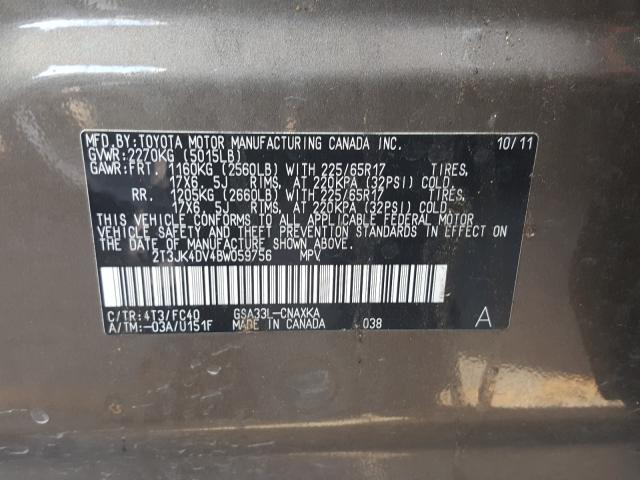 MFD.BY:TOYOTA MOTOR MANUFACTURING CANADA INC. 10/11
GVWR:2270KG (5015LB)
GAWR:FRT. 1160KG (2560LB) WITH 225/65R17 TIRES,
17X6.5J RIMS, AT 220KPA (32PSI) COLD.
RR. 1205KG (2660LB) WITH 225/65R17 TIRES,
17X6.5J RIMS, AT 220KPA (32PSI) COLD.
THIS VEHICLE CONFORMS TO ALL APPLICABLE FEDERAL MOTOR
VEHICLE SAFETY AND THEFT PREVENTION STANDARDS IN EFFECT
ON THE DATE OF MANUFACTURE SHOWN ABOVE.
2T3JK4DV4BW059756 MPV
C/TR:4T3/FC40 GSA33L-CNAXKA
A/TM:-03A/U151F MADE IN CANADA 038 A